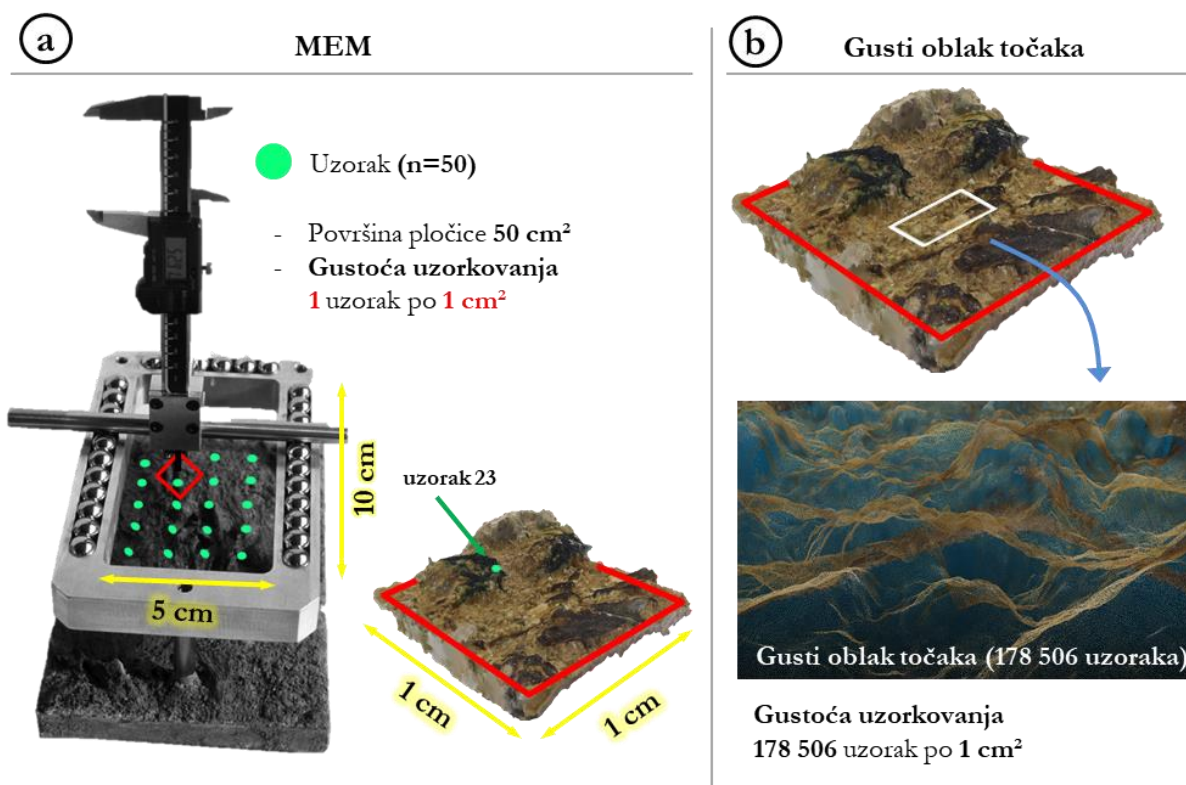 a
MEM
Uzorak (n=50)
- Površina pločice 50 cm²
- Gustoća uzorkovanja
1 uzorak po 1 cm²
10 cm
5 cm
uzorak 23
1 cm
1 cm
b
Gusti oblak točaka
Gusti oblak točaka (178 506 uzoraka)
Gustoća uzorkovanja
178 506 uzorak po 1 cm²